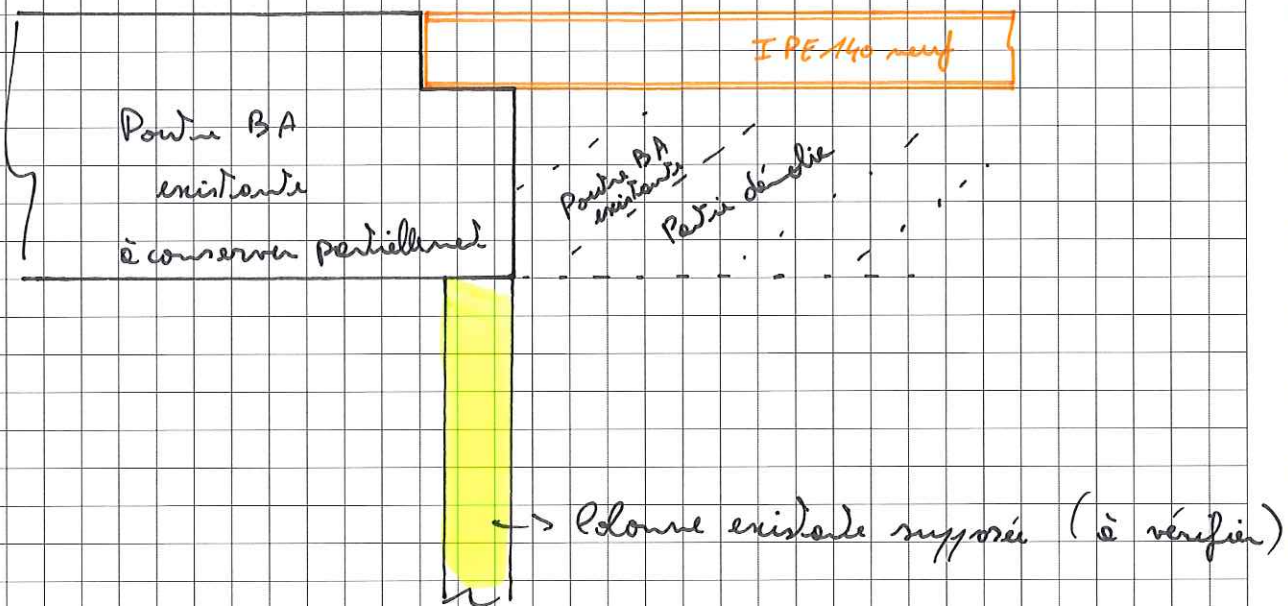 IPE 140 neuf
Poutre BA
existante
à conserver partiellement
Poutre BA
existante
Partie démolie
-> Colonne existante supposée (à vérifier)